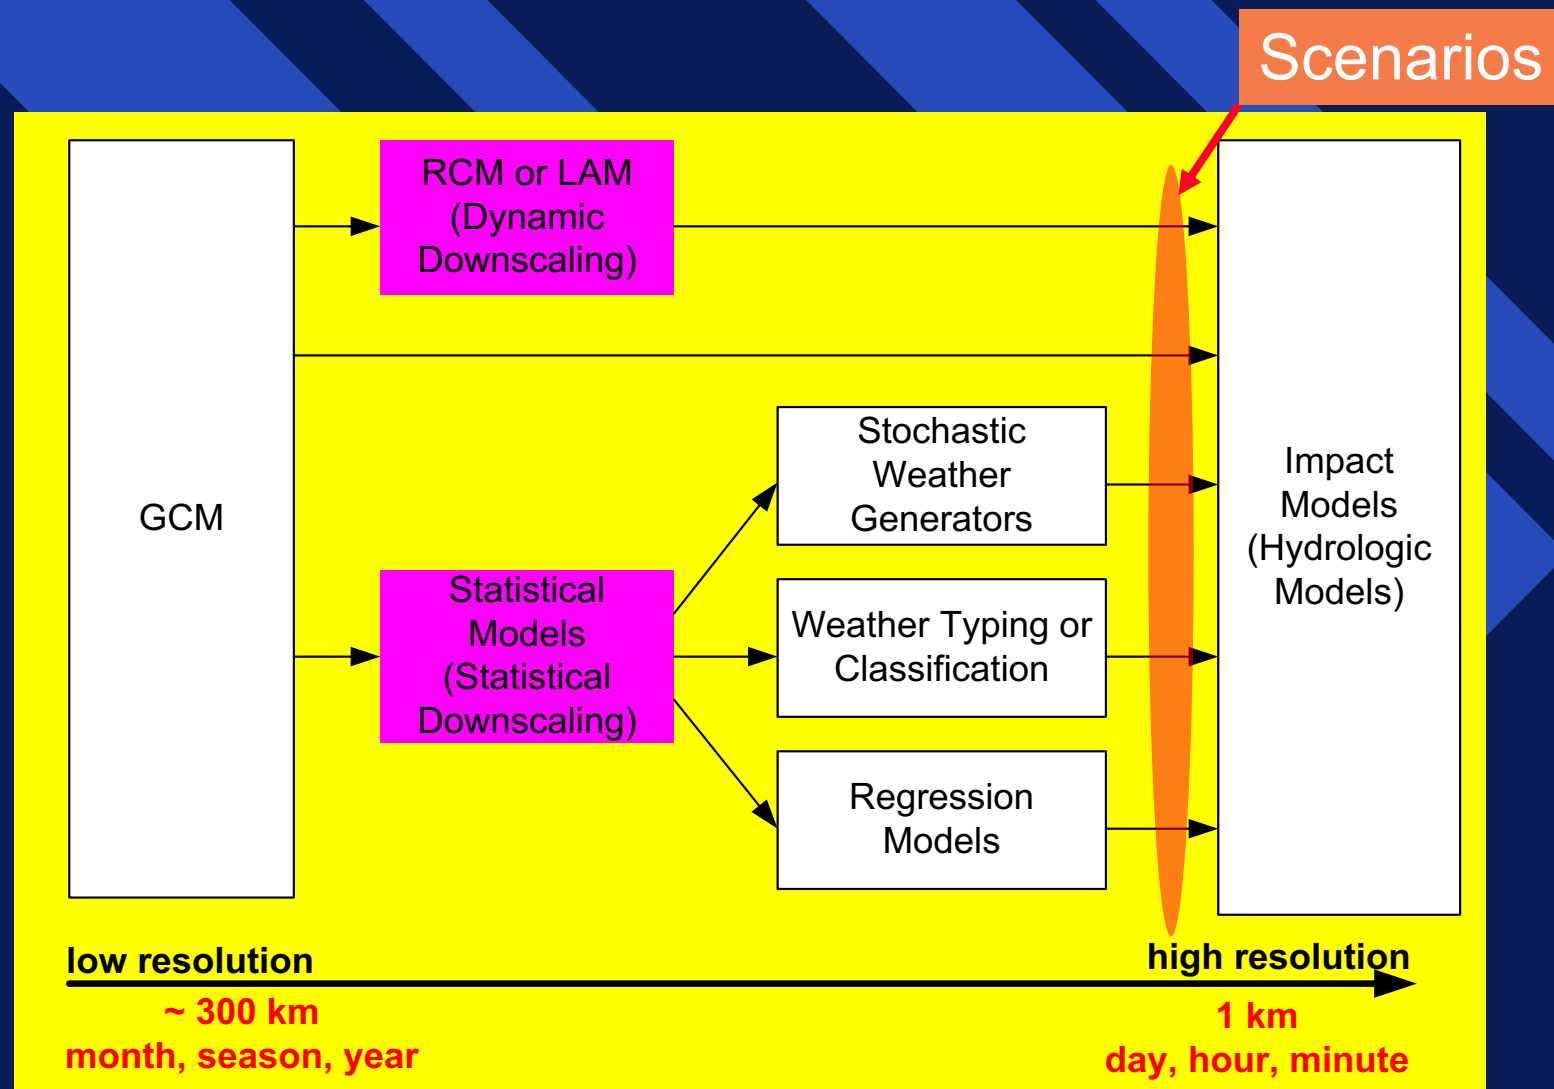 Scenarios
RCM or LAM
(Dynamic
Downscaling)
GCM
Stochastic
Weather
Generators
Impact
Models
(Hydrologic
Models)
Statistical
Models
(Statistical
Downscaling)
Weather Typing or
Classification
Regression
Models
low resolution
high resolution
~ 300 km
1 km
month, season, year
day, hour, minute